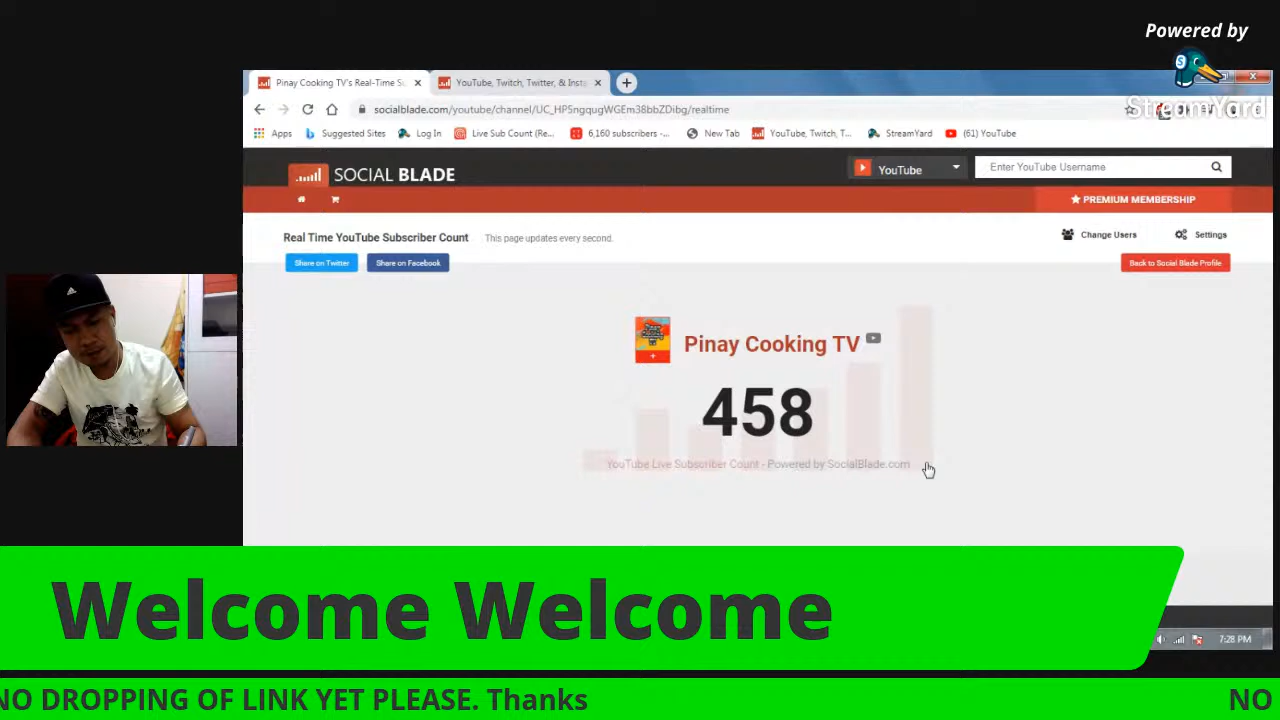 Powered by
StreamYard
Pinay Cooking TV's Real-Time Su
YouTube, Twitch, Twitter, & Insta
socialblade.com/youtube/channel/UC_HP5ngqugWGEm38bbZDibg/realtime
Apps Suggested Sites Log In Live Sub Count (Re... 6,160 subscribers -... New Tab YouTube, Twitch, T... StreamYard (61) YouTube
SOCIAL BLADE YouTube Enter YouTube Username
PREMIUM MEMBERSHIP
Real Time YouTube Subscriber Count This page updates every second. Change Users Settings
Share on Twitter Share on Facebook Back to Social Blade Profile
Pinay Cooking TV
458
YouTube Live Subscriber Count - Powered by SocialBlade.com
Welcome Welcome
7:28 PM
NO DROPPING OF LINK YET PLEASE. Thanks NO